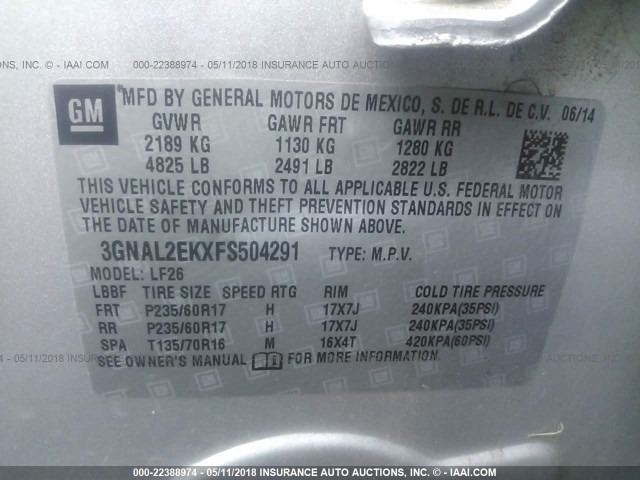 000-22388974 - 05/11/2018 - INSURANCE AUTO AUCTIONS - © - IAAI.com
GM
*MFD BY GENERAL MOTORS DE MEXICO, S. DE R.L. DE C.V. 06/14
GVWR GAWR FRT GAWR RR
2189 KG 1130 KG 1280 KG
4825 LB 2491 LB 2822 LB
THIS VEHICLE CONFORMS TO ALL APPLICABLE U.S. FEDERAL MOTOR
VEHICLE SAFETY AND THEFT PREVENTION STANDARDS IN EFFECT ON
THE DATE OF MANUFACTURE SHOWN ABOVE.
3GNAL2EKXFS504291 TYPE: M.P.V.
MODEL: LF26
LBBF TIRE SIZE SPEED RTG RIM COLD TIRE PRESSURE
FRT P235/60R17 H 17X7J 240KPA(35PSI)
RR P235/60R17 H 17X7J 240KPA(35PSI)
SPA T135/70R16 M 16X4T 420KPA(60PSI)
SEE OWNER'S MANUAL FOR MORE INFORMATION.
000-22388974 - 05/11/2018 - INSURANCE AUTO AUCTIONS - © - IAAI.com